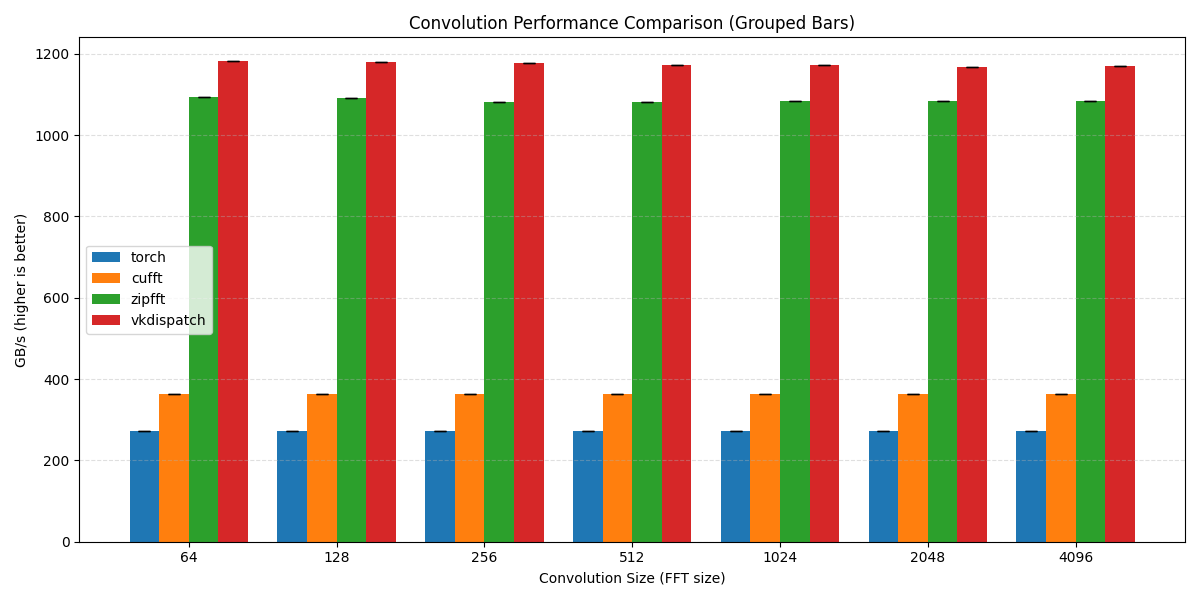 Convolution Performance Comparison (Grouped Bars)
GB/s (higher is better)
1200
1000
800
600
400
200
0
torch
cufft
zipfft
vkdispatch
64 128 256 512 1024 2048 4096
Convolution Size (FFT size)